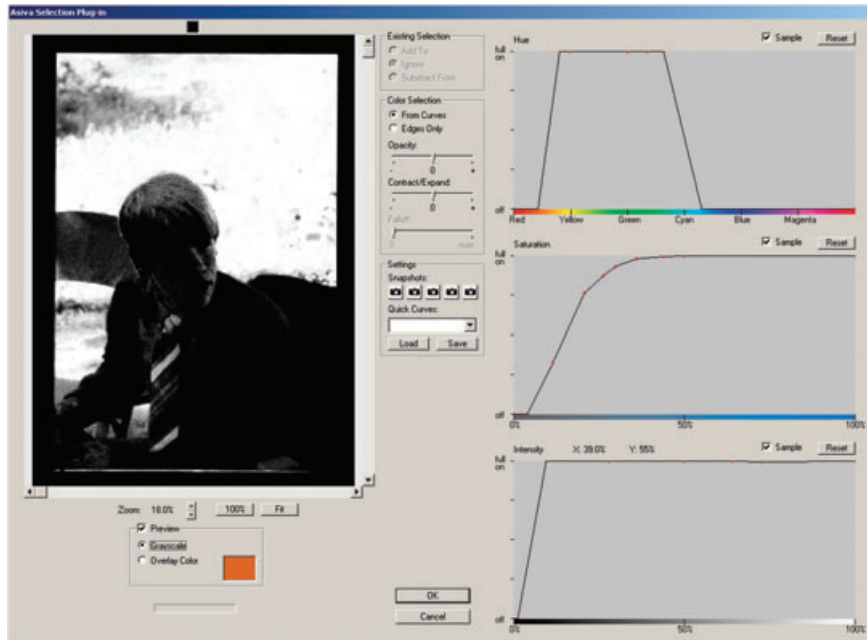 Asiva Selection Plug-in
Existing Selection
Add To
Ignore
Substract From
Color Selection
From Curves
Edges Only
Opacity:
- 0 +
Contract/Expand:
- 0 +
Falloff:
0 max
Settings
Snapshots:
Quick Curves:
Load Save
Zoom: 18.0% 100% Fit
Preview
Grayscale
Overlay Color
OK
Cancel
Hue Sample Reset
full on
off
Red Yellow Green Cyan Blue Magenta
Saturation Sample Reset
full on
off
0% 50% 100%
Intensity X: 39.0% Y: 55% Sample Reset
full on
off
0% 50% 100%